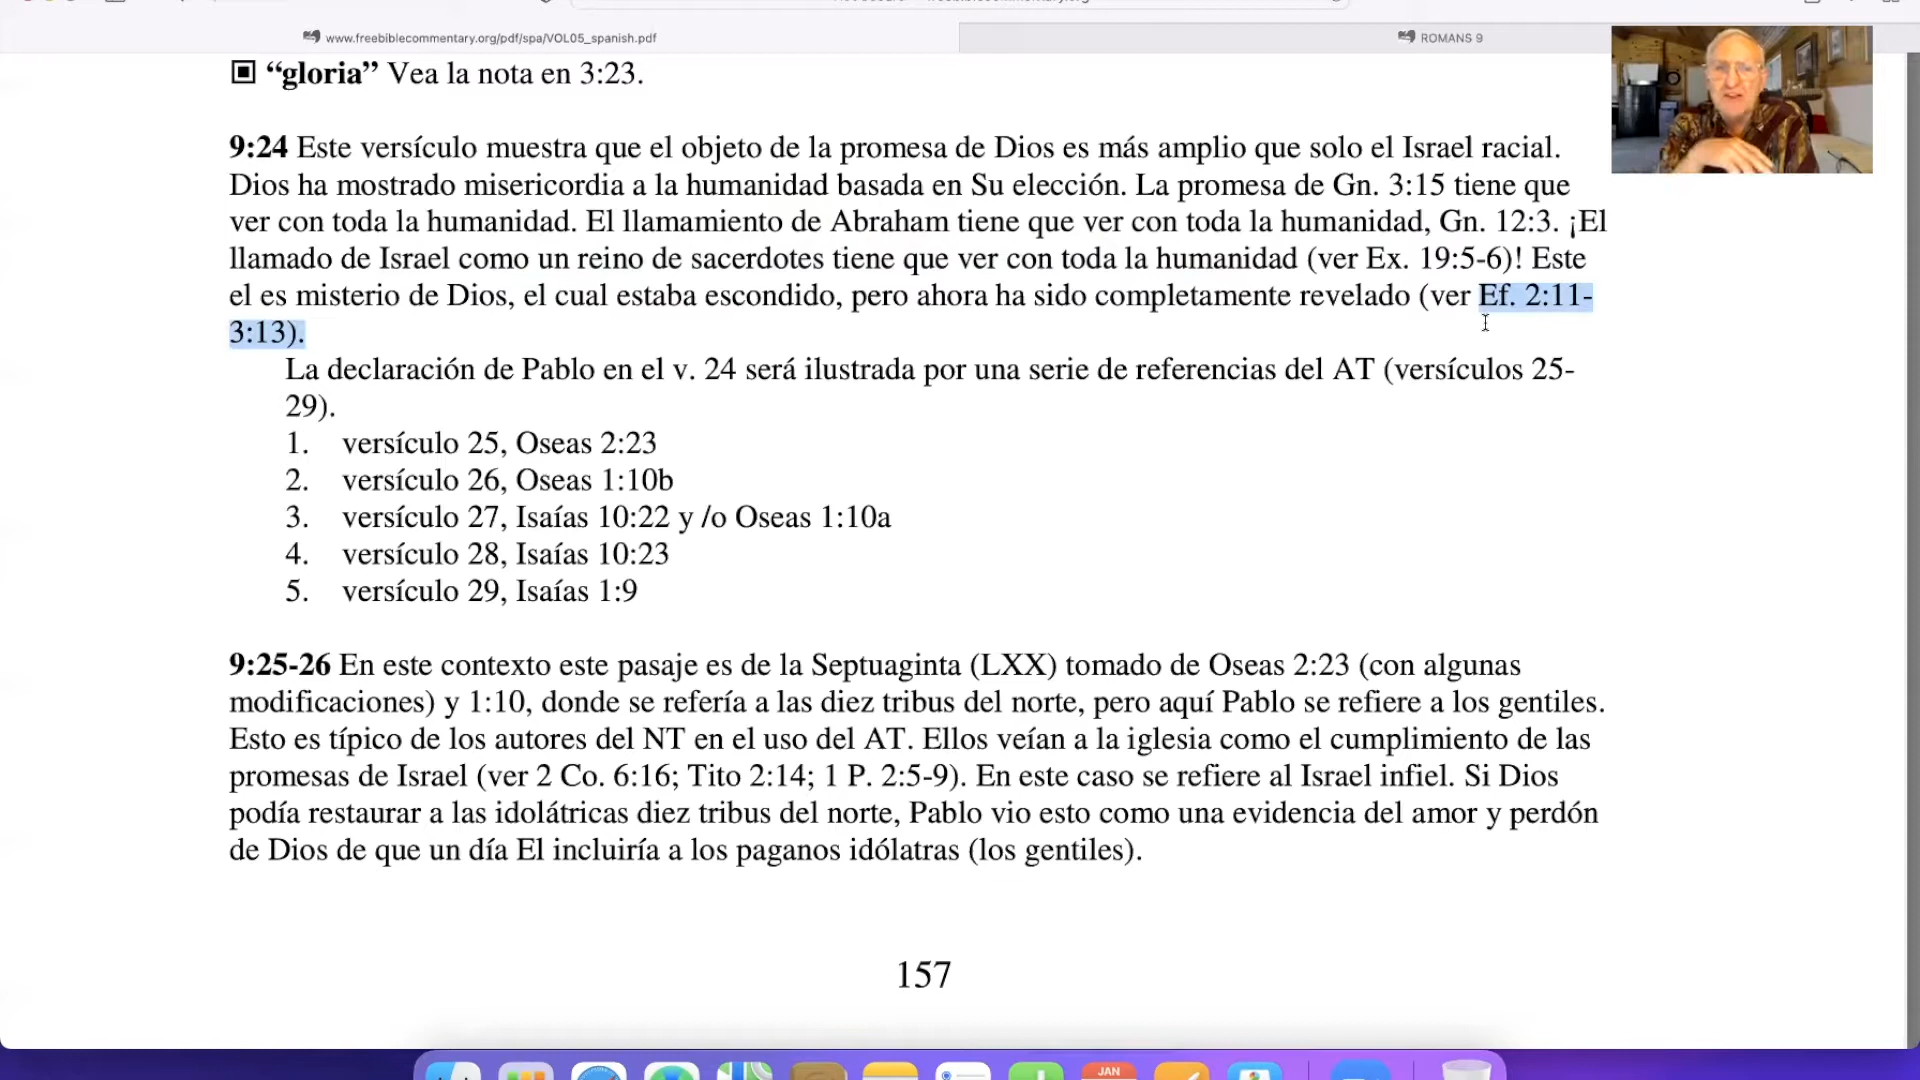 www.freebiblecommentary.org/pdf/spa/VOL05_spanish.pdf
ROMANS 9
“gloria” Vea la nota en 3:23.
9:24 Este versículo muestra que el objeto de la promesa de Dios es más amplio que solo el Israel racial.
Dios ha mostrado misericordia a la humanidad basada en Su elección. La promesa de Gn. 3:15 tiene que
ver con toda la humanidad. El llamamiento de Abraham tiene que ver con toda la humanidad, Gn. 12:3. ¡El
llamado de Israel como un reino de sacerdotes tiene que ver con toda la humanidad (ver Ex. 19:5-6)! Este
el es misterio de Dios, el cual estaba escondido, pero ahora ha sido completamente revelado (ver Ef. 2:11-
3:13).
La declaración de Pablo en el v. 24 será ilustrada por una serie de referencias del AT (versículos 25-
29).
1. versículo 25, Oseas 2:23
2. versículo 26, Oseas 1:10b
3. versículo 27, Isaías 10:22 y /o Oseas 1:10a
4. versículo 28, Isaías 10:23
5. versículo 29, Isaías 1:9
9:25-26 En este contexto este pasaje es de la Septuaginta (LXX) tomado de Oseas 2:23 (con algunas
modificaciones) y 1:10, donde se refería a las diez tribus del norte, pero aquí Pablo se refiere a los gentiles.
Esto es típico de los autores del NT en el uso del AT. Ellos veían a la iglesia como el cumplimiento de las
promesas de Israel (ver 2 Co. 6:16; Tito 2:14; 1 P. 2:5-9). En este caso se refiere al Israel infiel. Si Dios
podía restaurar a las idolátricas diez tribus del norte, Pablo vio esto como una evidencia del amor y perdón
de Dios de que un día El incluiría a los paganos idólatras (los gentiles).
157
JAN